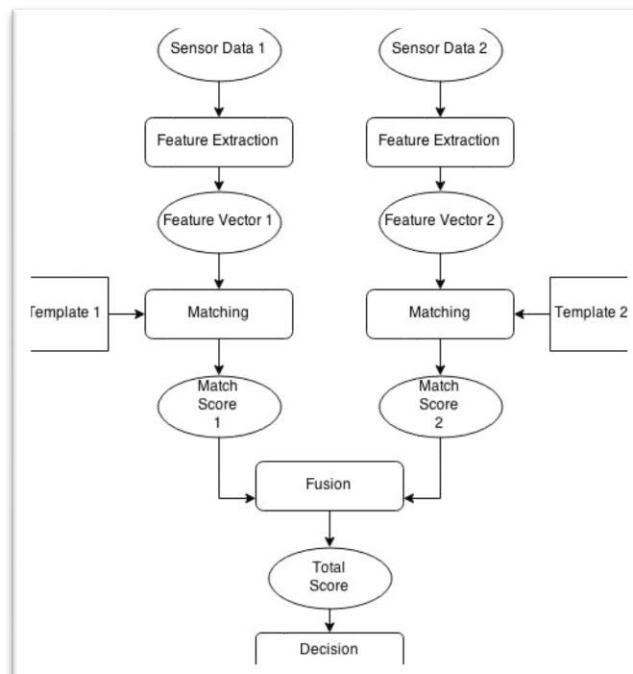 Sensor Data 1
Sensor Data 2
Feature Extraction
Feature Extraction
Feature Vector 1
Feature Vector 2
Template 1
Matching
Matching
Template 2
Match
Score
1
Match
Score
2
Fusion
Total
Score
Decision